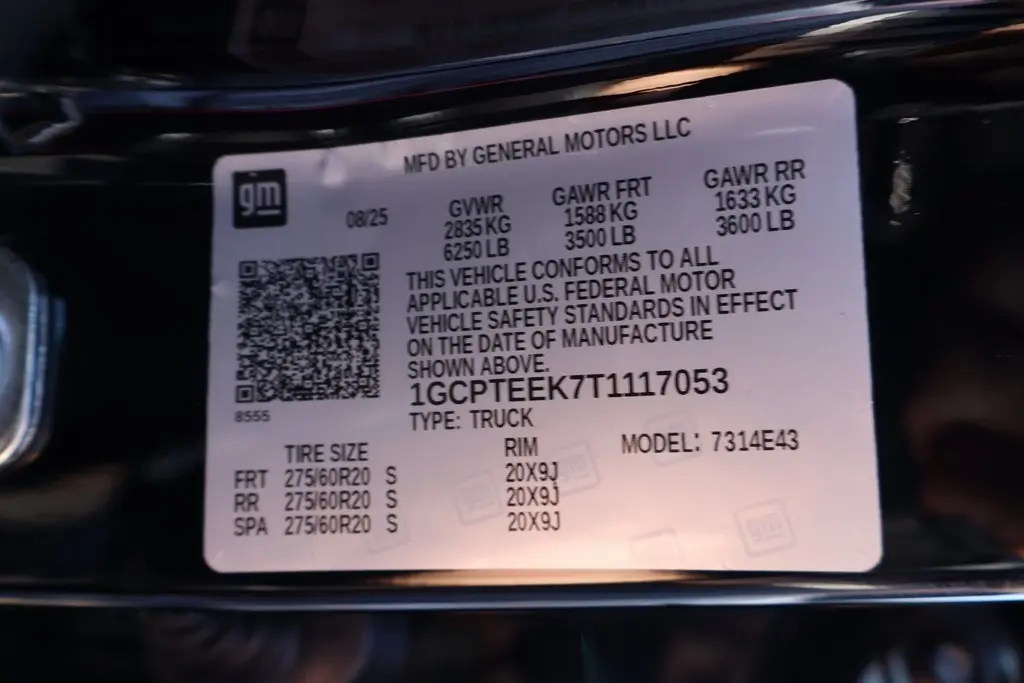 MFD BY GENERAL MOTORS LLC
gm
08/25
GVWR
2835 KG
6250 LB
GAWR FRT
1588 KG
3500 LB
GAWR RR
1633 KG
3600 LB
THIS VEHICLE CONFORMS TO ALL
APPLICABLE U.S. FEDERAL MOTOR
VEHICLE SAFETY STANDARDS IN EFFECT
ON THE DATE OF MANUFACTURE
SHOWN ABOVE.
8555
1GCPTEEK7T1117053
TYPE: TRUCK
TIRE SIZE RIM MODEL: 7314E43
FRT 275/60R20 S 20X9J
RR 275/60R20 S 20X9J
SPA 275/60R20 S 20X9J
gm